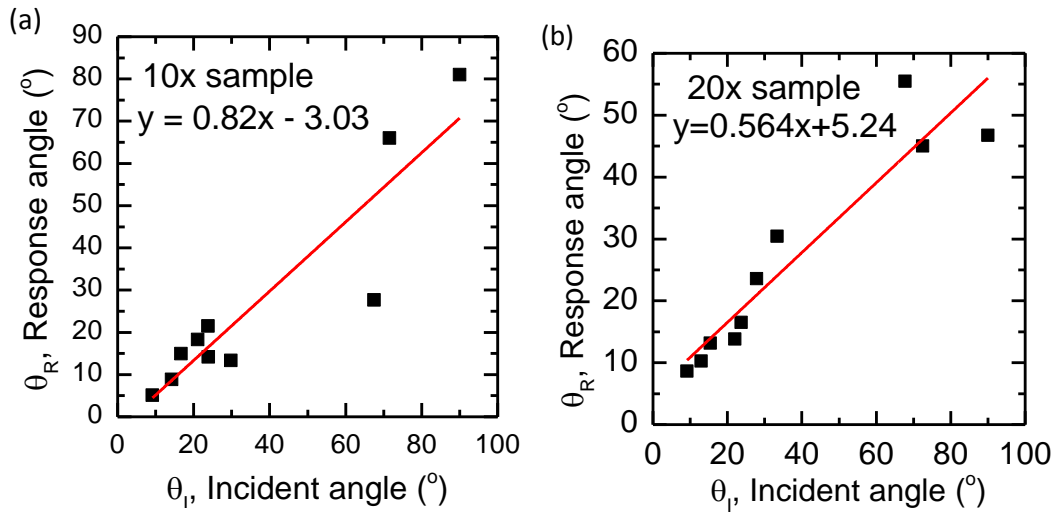 (a)
10x sample
y = 0.82x - 3.03
θR, Response angle (o)
90
80
70
60
50
40
30
20
10
0
0 20 40 60 80 100
θI, Incident angle (o)
(b)
20x sample
y=0.564x+5.24
θR, Response angle (o)
60
50
40
30
20
10
0
0 20 40 60 80 100
θI, Incident angle (o)